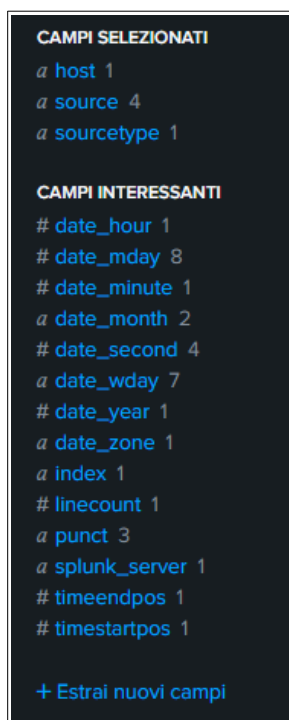 CAMPI SELEZIONATI
a host 1
a source 4
a sourcetype 1
CAMPI INTERESSANTI
# date_hour 1
# date_mday 8
# date_minute 1
a date_month 2
# date_second 4
a date_wday 7
# date_year 1
a date_zone 1
a index 1
# linecount 1
a punct 3
a splunk_server 1
# timeendpos 1
# timestartpos 1
+ Estrai nuovi campi